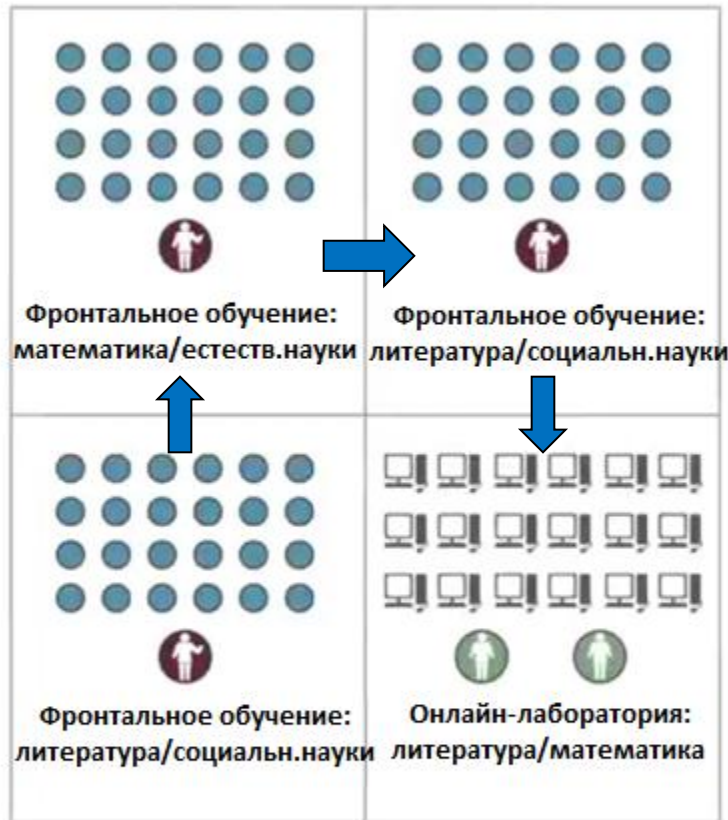 Фронтальное обучение:
математика/естеств.науки
Фронтальное обучение:
литература/социальн.науки
Фронтальное обучение:
литература/социальн.науки
Онлайн-лаборатория:
литература/математика